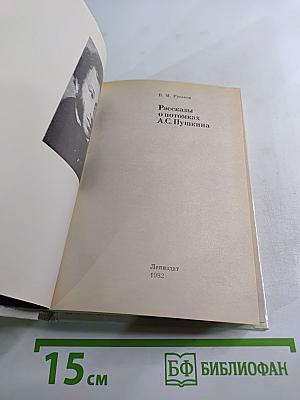 В. М. Русаков
Рассказы
о потомках
А.С. Пушкина
Лениздат
1982
15 см
БФ БИБЛИОФАН